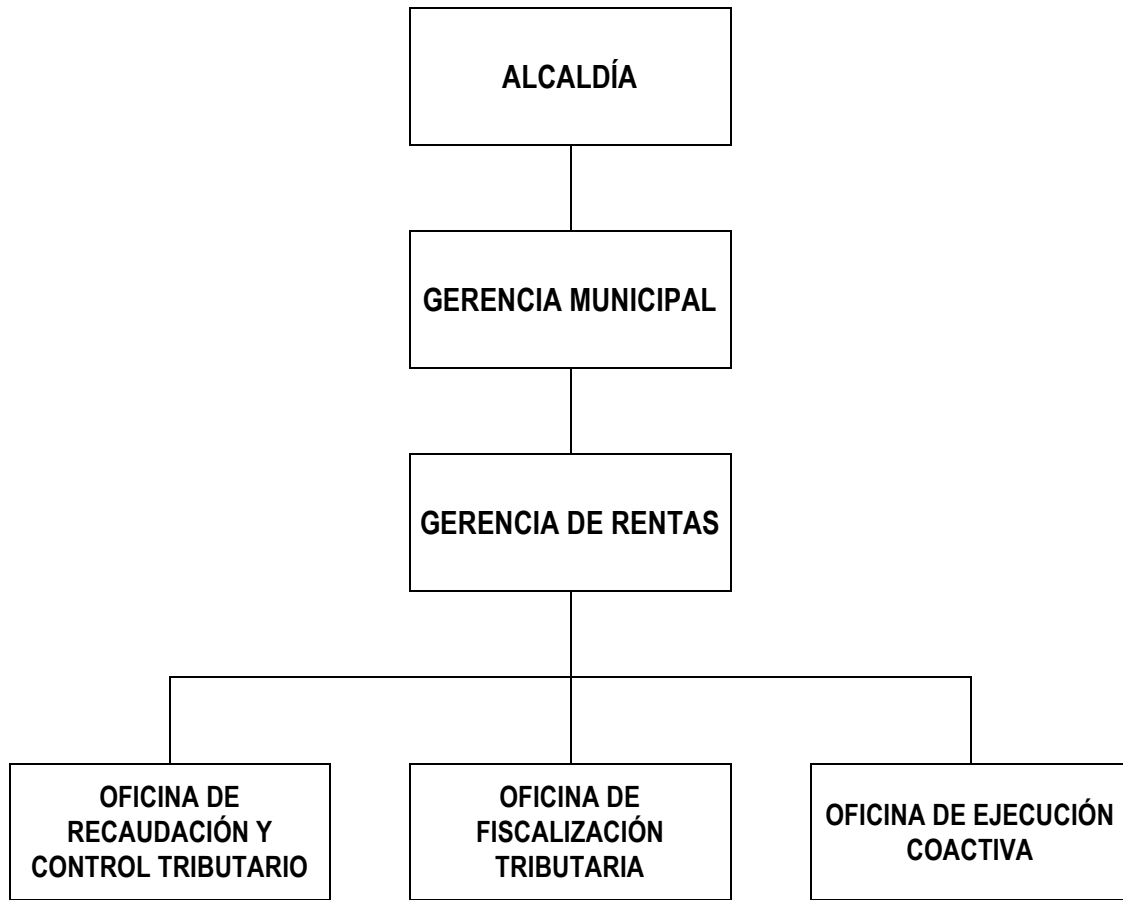 ALCALDÍA
GERENCIA MUNICIPAL
GERENCIA DE RENTAS
OFICINA DE
RECAUDACIÓN Y
CONTROL TRIBUTARIO
OFICINA DE
FISCALIZACIÓN
TRIBUTARIA
OFICINA DE EJECUCIÓN
COACTIVA